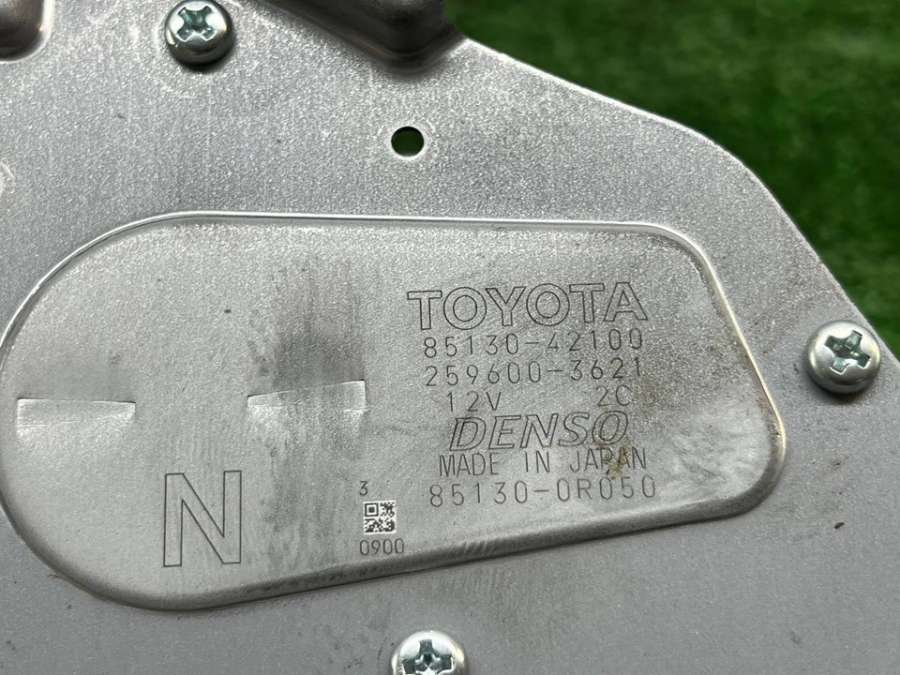 TOYOTA
85130-42100
259600-3621
12V 2C
DENSO
MADE IN JAPAN
85130-0R050
N
3
0900